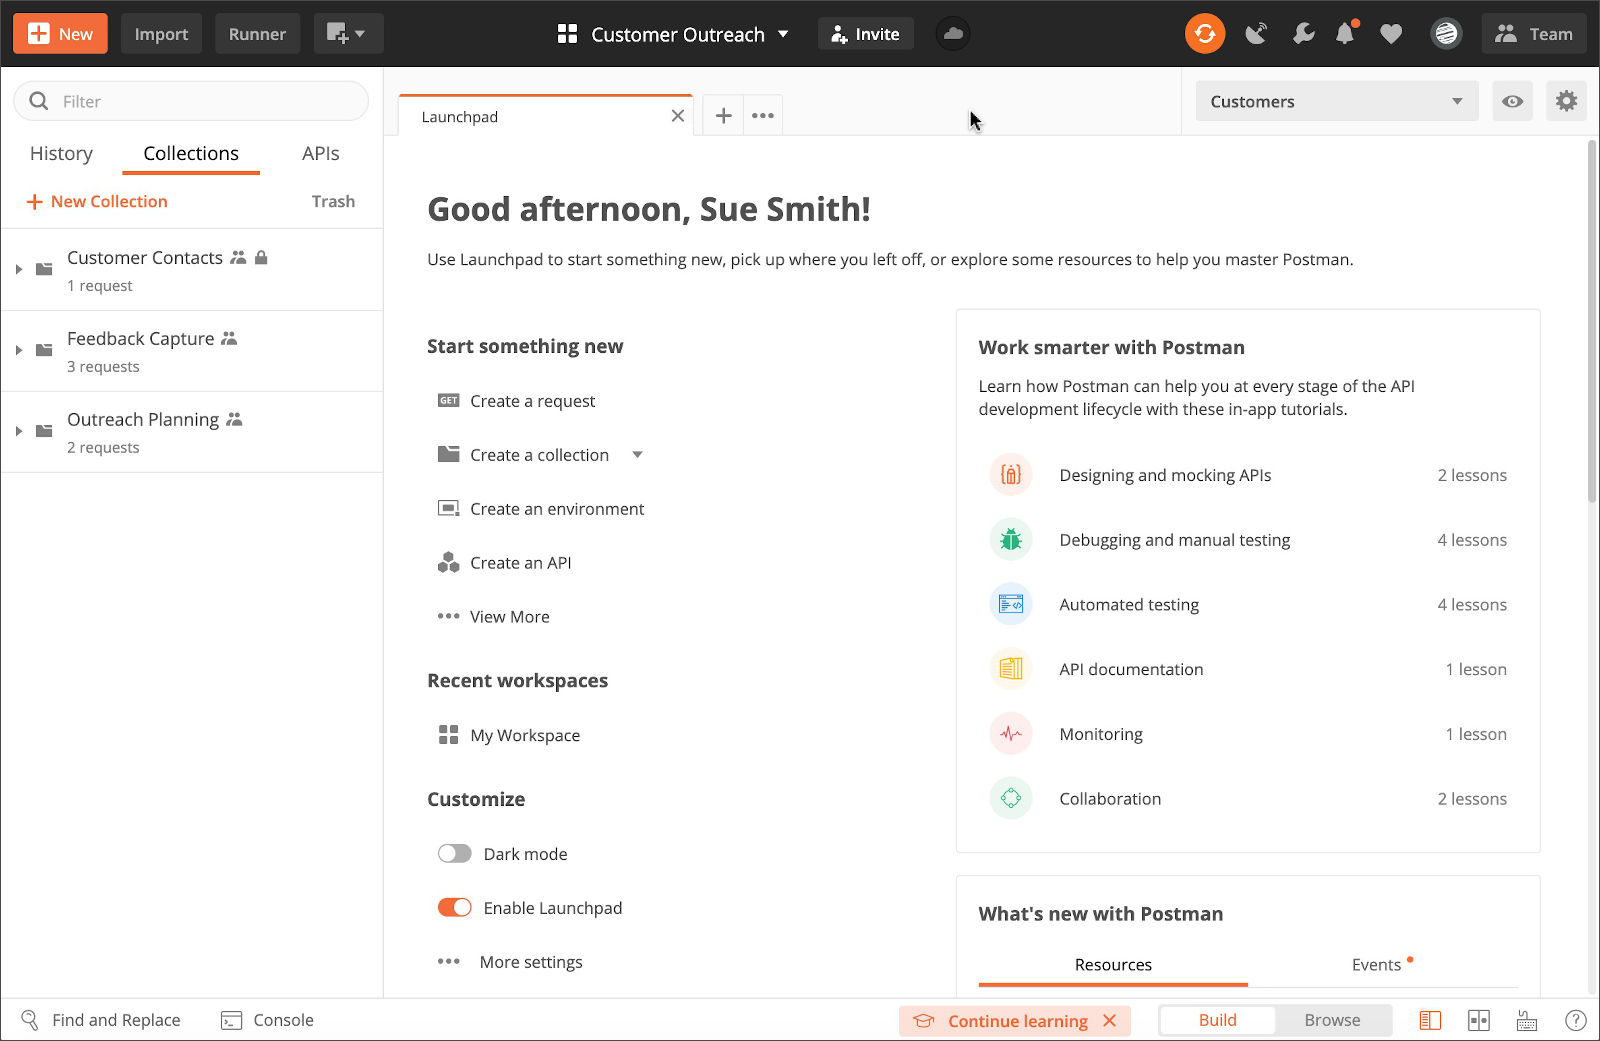 New
Import
Runner
Customer Outreach
Invite
Team
Filter
Launchpad
Customers
History
Collections
APIs
New Collection
Trash
Customer Contacts
1 request
Feedback Capture
3 requests
Outreach Planning
2 requests
Good afternoon, Sue Smith!
Use Launchpad to start something new, pick up where you left off, or explore some resources to help you master Postman.
Start something new
GET Create a request
Create a collection
Create an environment
Create an API
View More
Recent workspaces
My Workspace
Customize
Dark mode
Enable Launchpad
More settings
Work smarter with Postman
Learn how Postman can help you at every stage of the API
development lifecycle with these in-app tutorials.
Designing and mocking APIs 2 lessons
Debugging and manual testing 4 lessons
Automated testing 4 lessons
API documentation 1 lesson
Monitoring 1 lesson
Collaboration 2 lessons
What's new with Postman
Resources
Events
Find and Replace
Console
Continue learning
Build
Browse